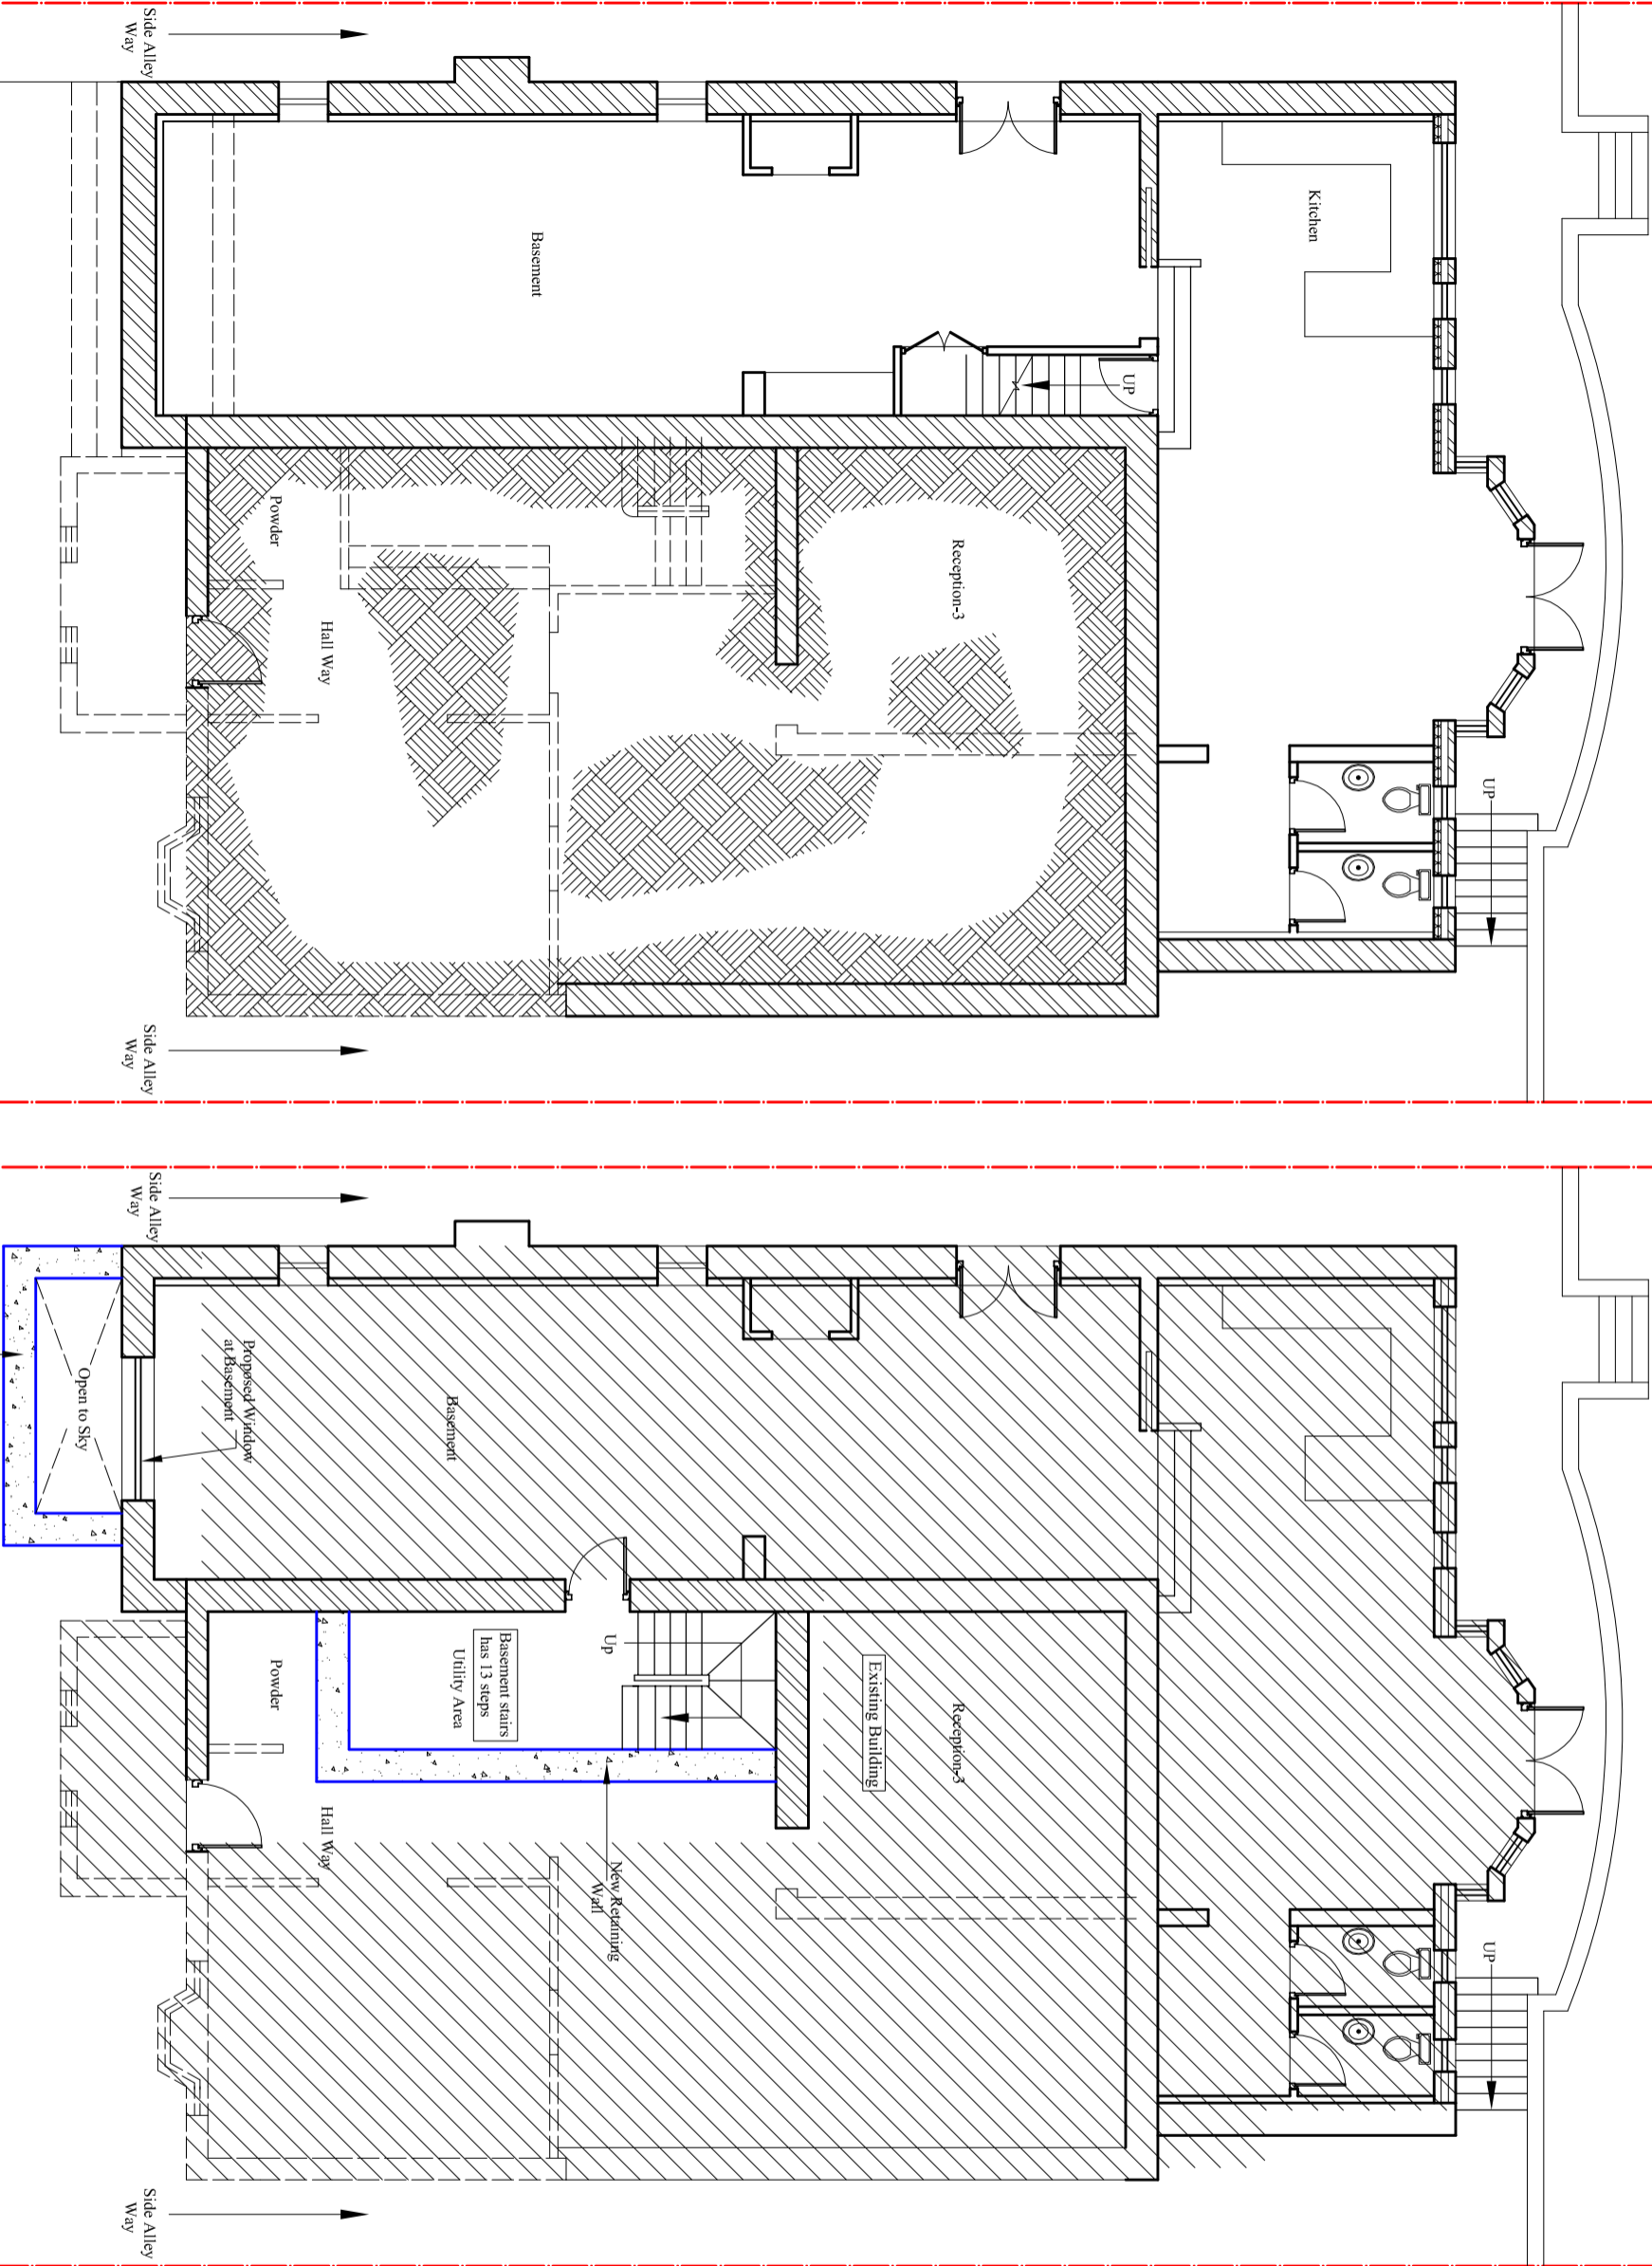 Side Alley
Way
Kitchen
Basement
UP
Powder
Hall Way
Reception-3
UP
Side Alley
Way
Side Alley
Way
Open to Sky
Proposed Window
at Basement
Basement
Up
Basement stairs
has 13 steps
Utility Area
Existing Building
Reception-3
Powder
Hall Way
New Retaining
Wall
UP
Side Alley
Way